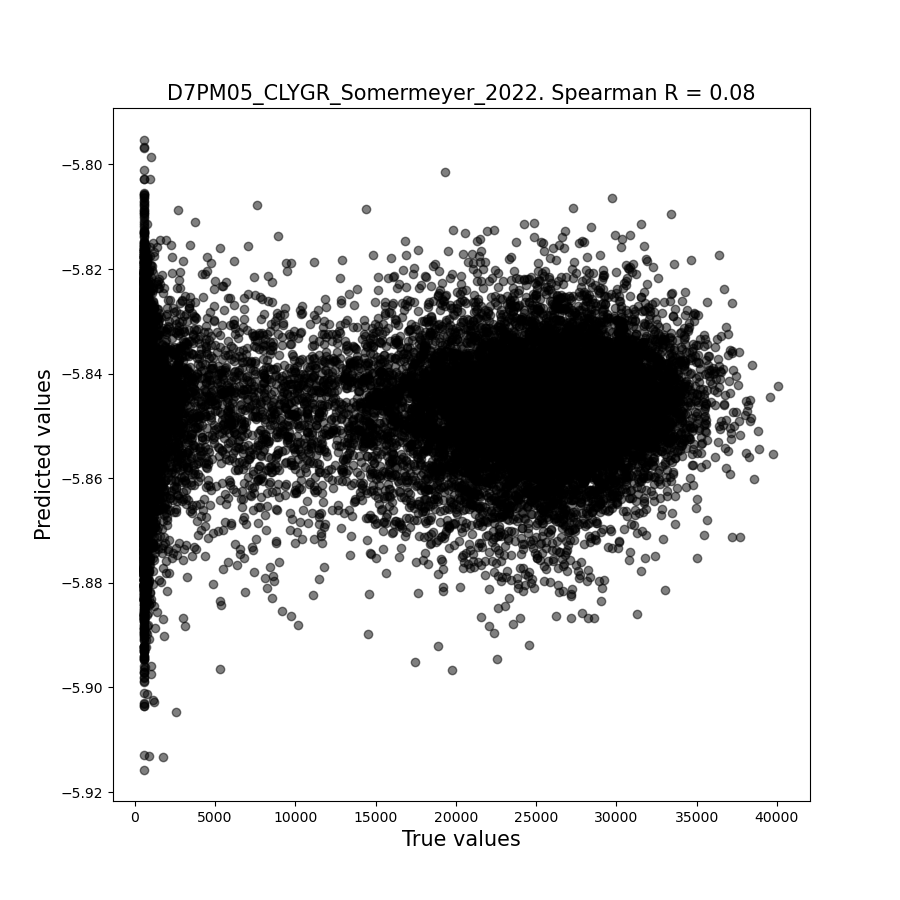 D7PM05_CLYGR_Somermeyer_2022. Spearman R = 0.08
−5.80
−5.82
−5.84
−5.86
−5.88
−5.90
−5.92
Predicted values
0 5000 10000 15000 20000 25000 30000 35000 40000
True values